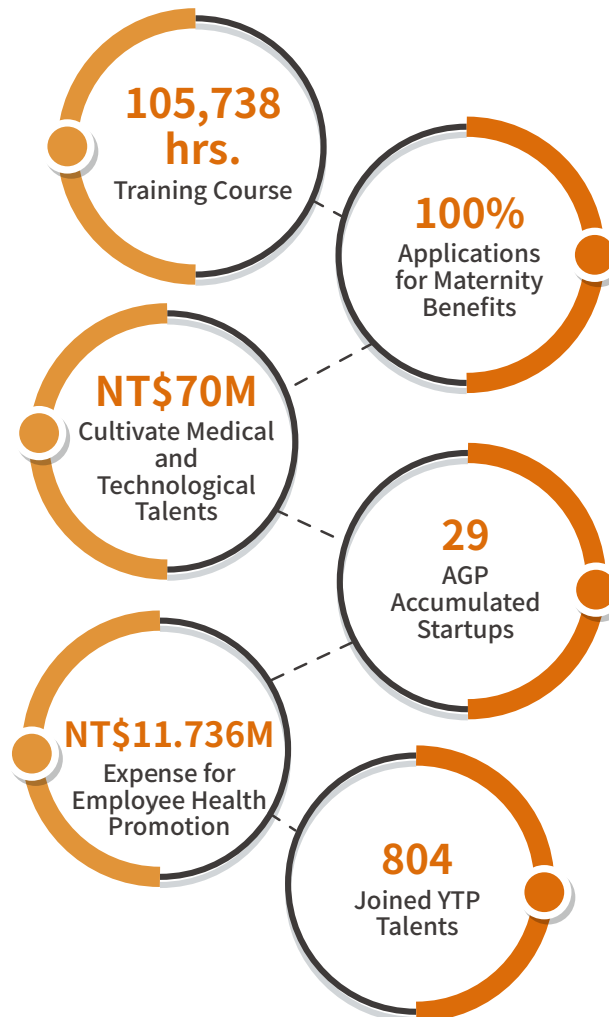 105,738
hrs.
Training Course
100%
Applications
for Maternity
Benefits
NT$70M
Cultivate Medical
and
Technological
Talents
29
AGP
Accumulated
Startups
NT$11.736M
Expense for
Employee Health
Promotion
804
Joined YTP
Talents